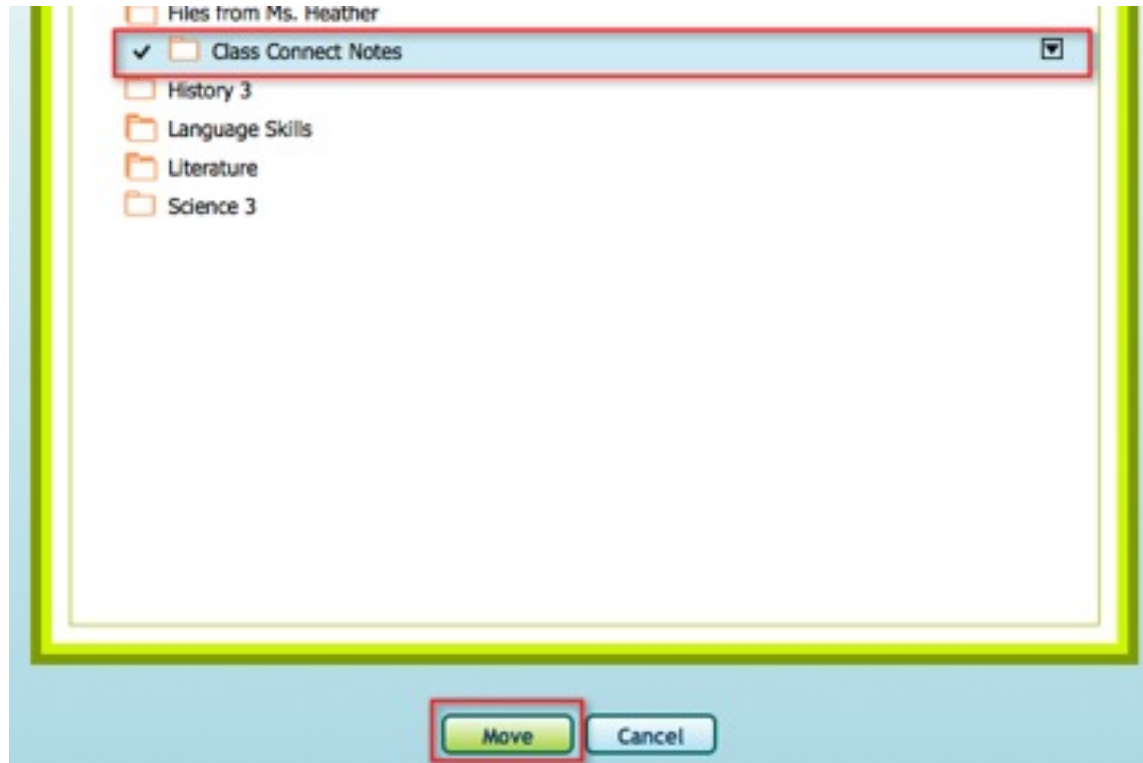 Files from Ms. Heather
Class Connect Notes
History 3
Language Skills
Literature
Science 3
Move Cancel